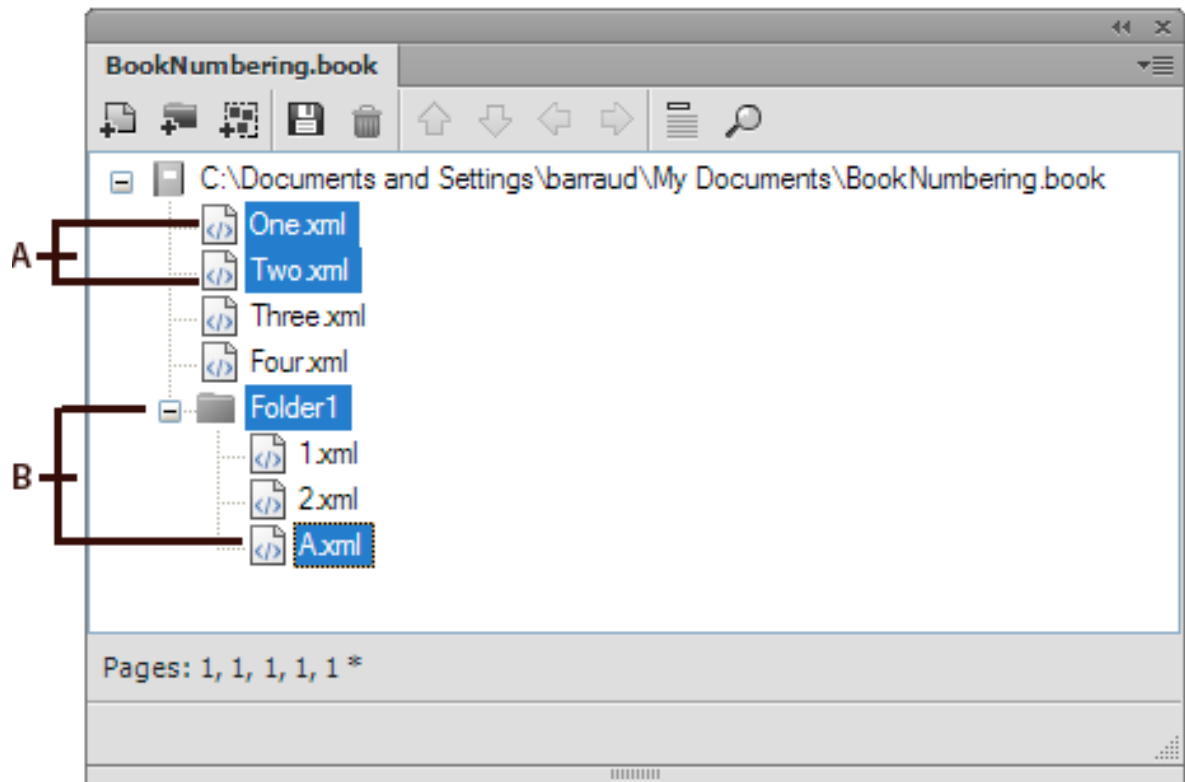 BookNumbering.book
C:\Documents and Settings\barraud\My Documents\BookNumbering.book
One.xml
A
Two.xml
Three.xml
Four.xml
Folder1
1.xml
B
2.xml
A.xml
Pages: 1, 1, 1, 1, 1 *